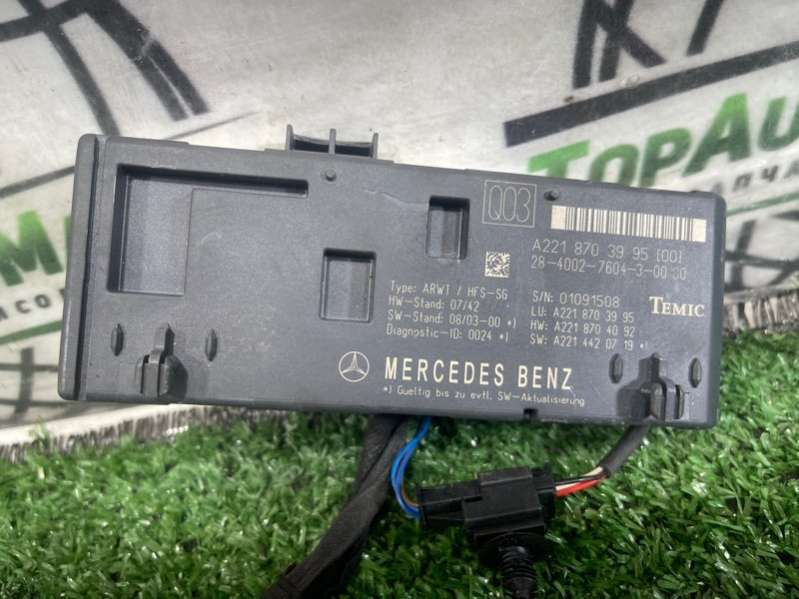 TOPAU
Q03
A221 870 39 95 [00]
28-4002-7604-3-00
Type: ARWT / HFS-SG
HW-Stand: 07/42
SW-Stand: 08/03-00 *)
Diagnostic-ID: 0024 *)
S/N: 01091508
LU: A221 870 39 95
HW: A221 870 40 92
SW: A221 442 07 19 *)
TEMIC
MERCEDES BENZ
*) Gueltig bis zu evtl. SW-Aktualisierung